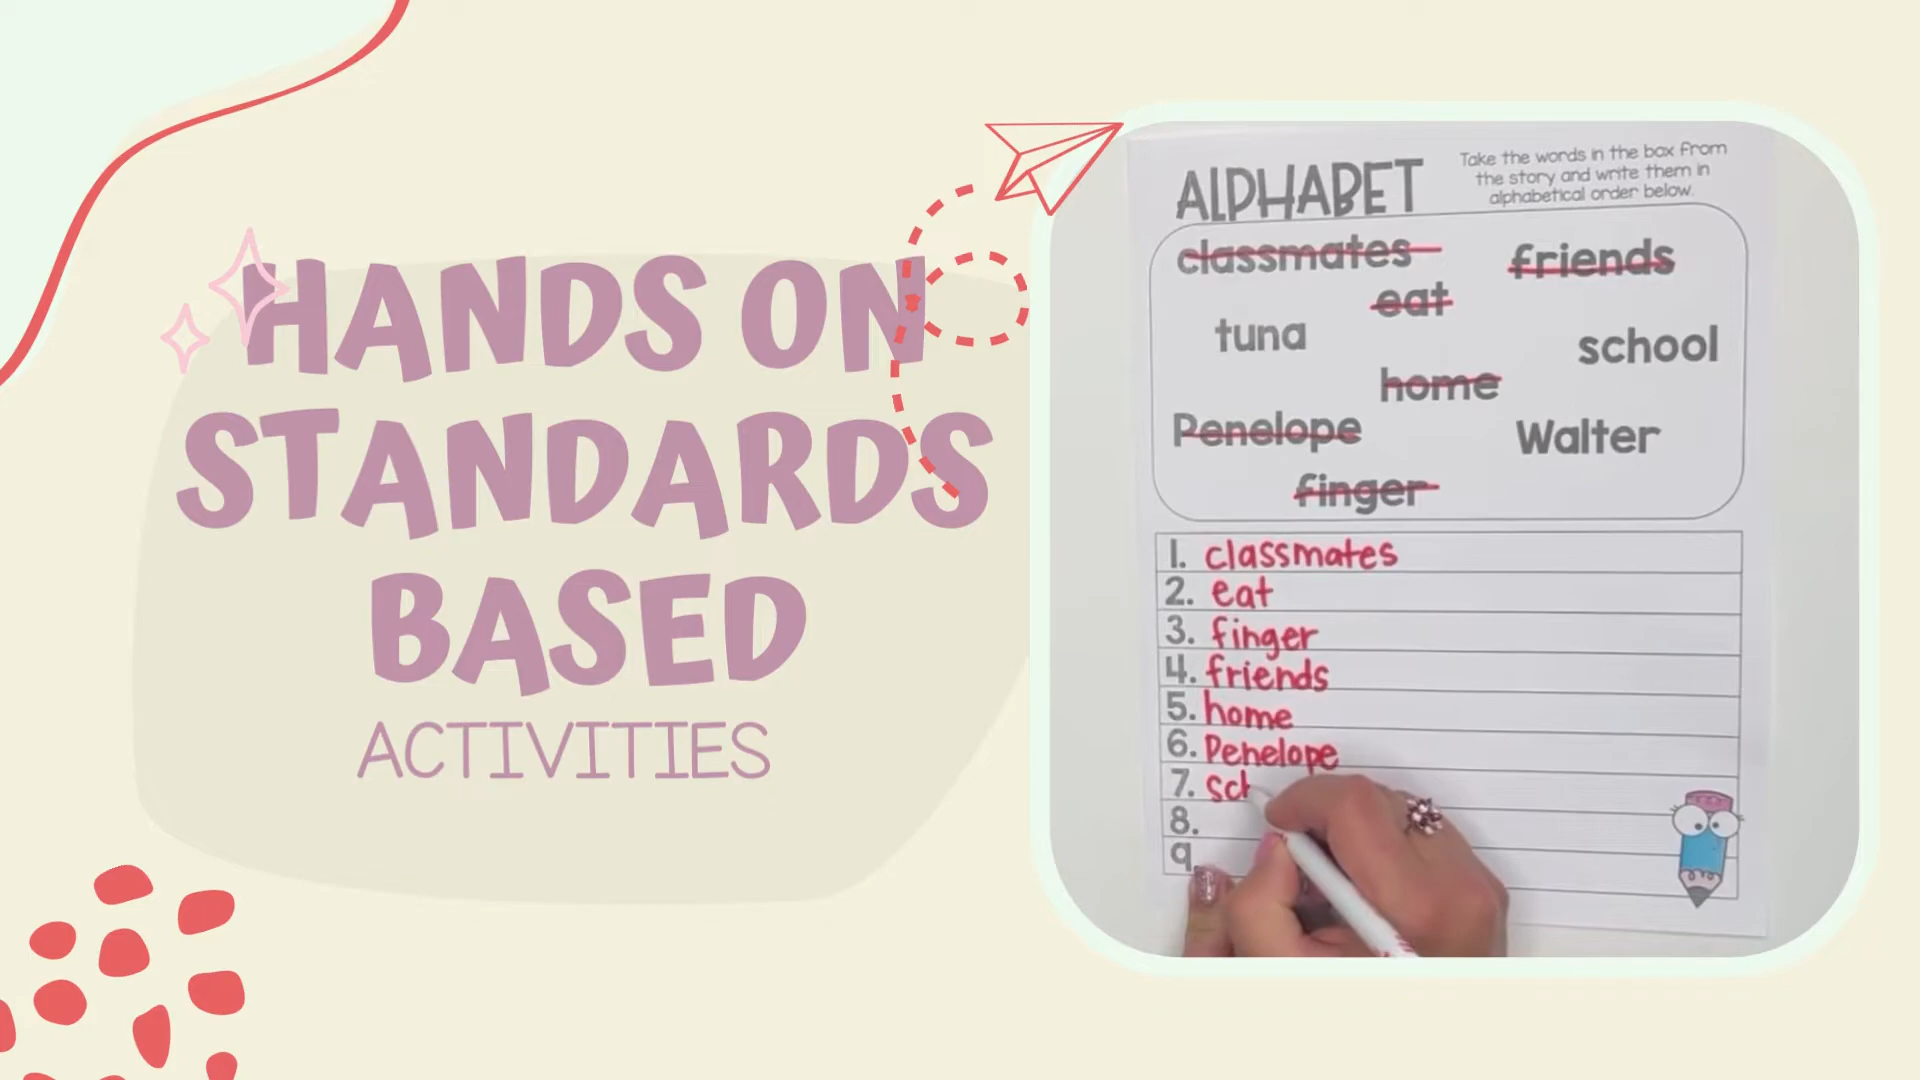 HANDS ON
STANDARDS
BASED
ACTIVITIES
ALPHABET
Take the words in the box from
the story and write them in
alphabetical order below.
classmates
friends
eat
tuna
school
home
Penelope
Walter
finger
1. classmates
2. eat
3. finger
4. friends
5. home
6. Penelope
7. sch
8.
9.